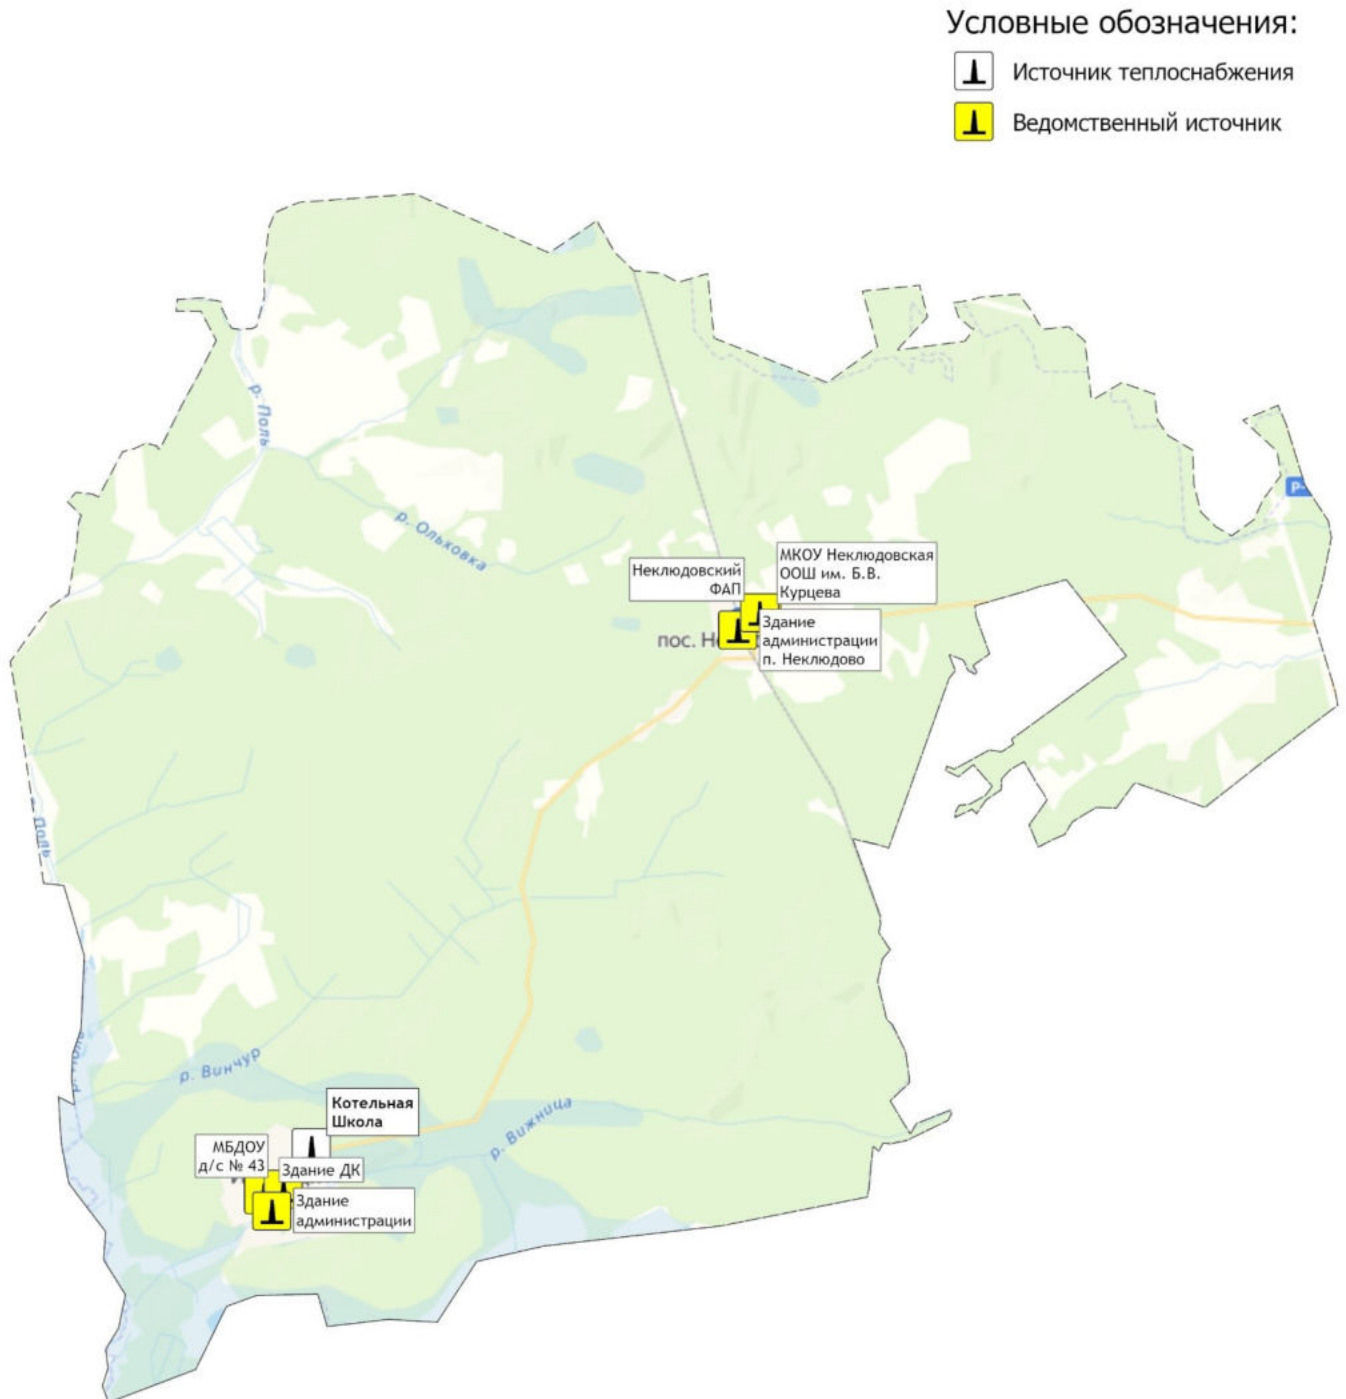 Условные обозначения:
Источник теплоснабжения
Ведомственный источник
р. Поль
р. Ольховка
Неклюдовский
ФАП
МКОУ Неклюдовская
ООШ им. Б.В.
Курцева
пос.
Здание
администрации
п. Неклюдово
р. Поль
р. Винчур
р. Вижница
Котельная
Школа
МБДОУ
д/с № 43
Здание ДК
Здание
администрации